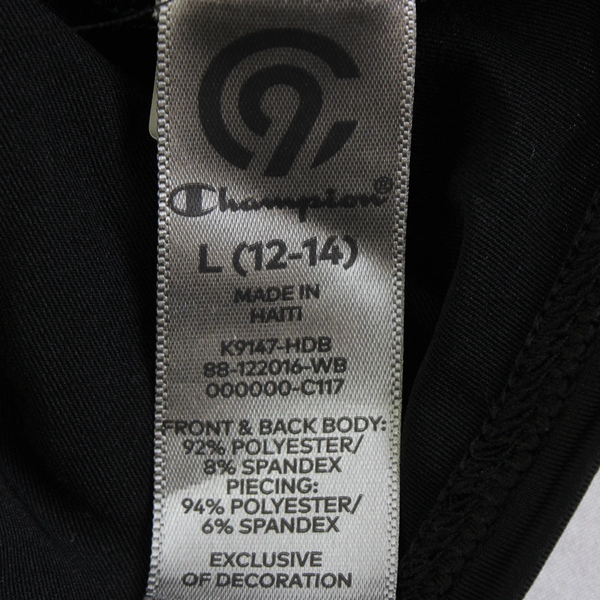 C9
Champion®
L (12-14)
MADE IN
HAITI
K9147-HDB
88-122016-WB
000000-C117
FRONT & BACK BODY:
92% POLYESTER/
8% SPANDEX
PIECING:
94% POLYESTER/
6% SPANDEX
EXCLUSIVE
OF DECORATION